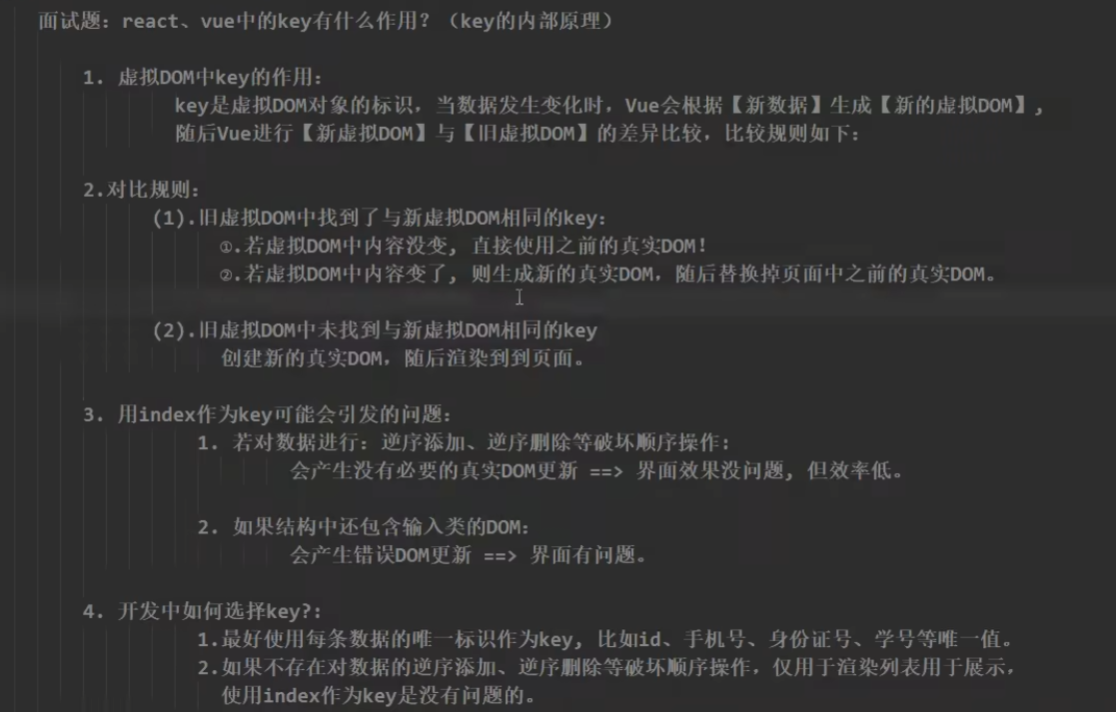 面试题：react、vue中的key有什么作用？（key的内部原理）
1. 虚拟DOM中key的作用：
key是虚拟DOM对象的标识，当数据发生变化时，Vue会根据【新数据】生成【新的虚拟DOM】,
随后Vue进行【新虚拟DOM】与【旧虚拟DOM】的差异比较，比较规则如下：
2.对比规则：
(1).旧虚拟DOM中找到了与新虚拟DOM相同的key：
①.若虚拟DOM中内容没变, 直接使用之前的真实DOM！
②.若虚拟DOM中内容变了, 则生成新的真实DOM，随后替换掉页面中之前的真实DOM。
(2).旧虚拟DOM中未找到与新虚拟DOM相同的key
创建新的真实DOM，随后渲染到到页面。
3. 用index作为key可能会引发的问题：
1. 若对数据进行：逆序添加、逆序删除等破坏顺序操作:
会产生没有必要的真实DOM更新 ==> 界面效果没问题, 但效率低。
2. 如果结构中还包含输入类的DOM：
会产生错误DOM更新 ==> 界面有问题。
4. 开发中如何选择key?:
1.最好使用每条数据的唯一标识作为key, 比如id、手机号、身份证号、学号等唯一值。
2.如果不存在对数据的逆序添加、逆序删除等破坏顺序操作，仅用于渲染列表用于展示，
使用index作为key是没有问题的。